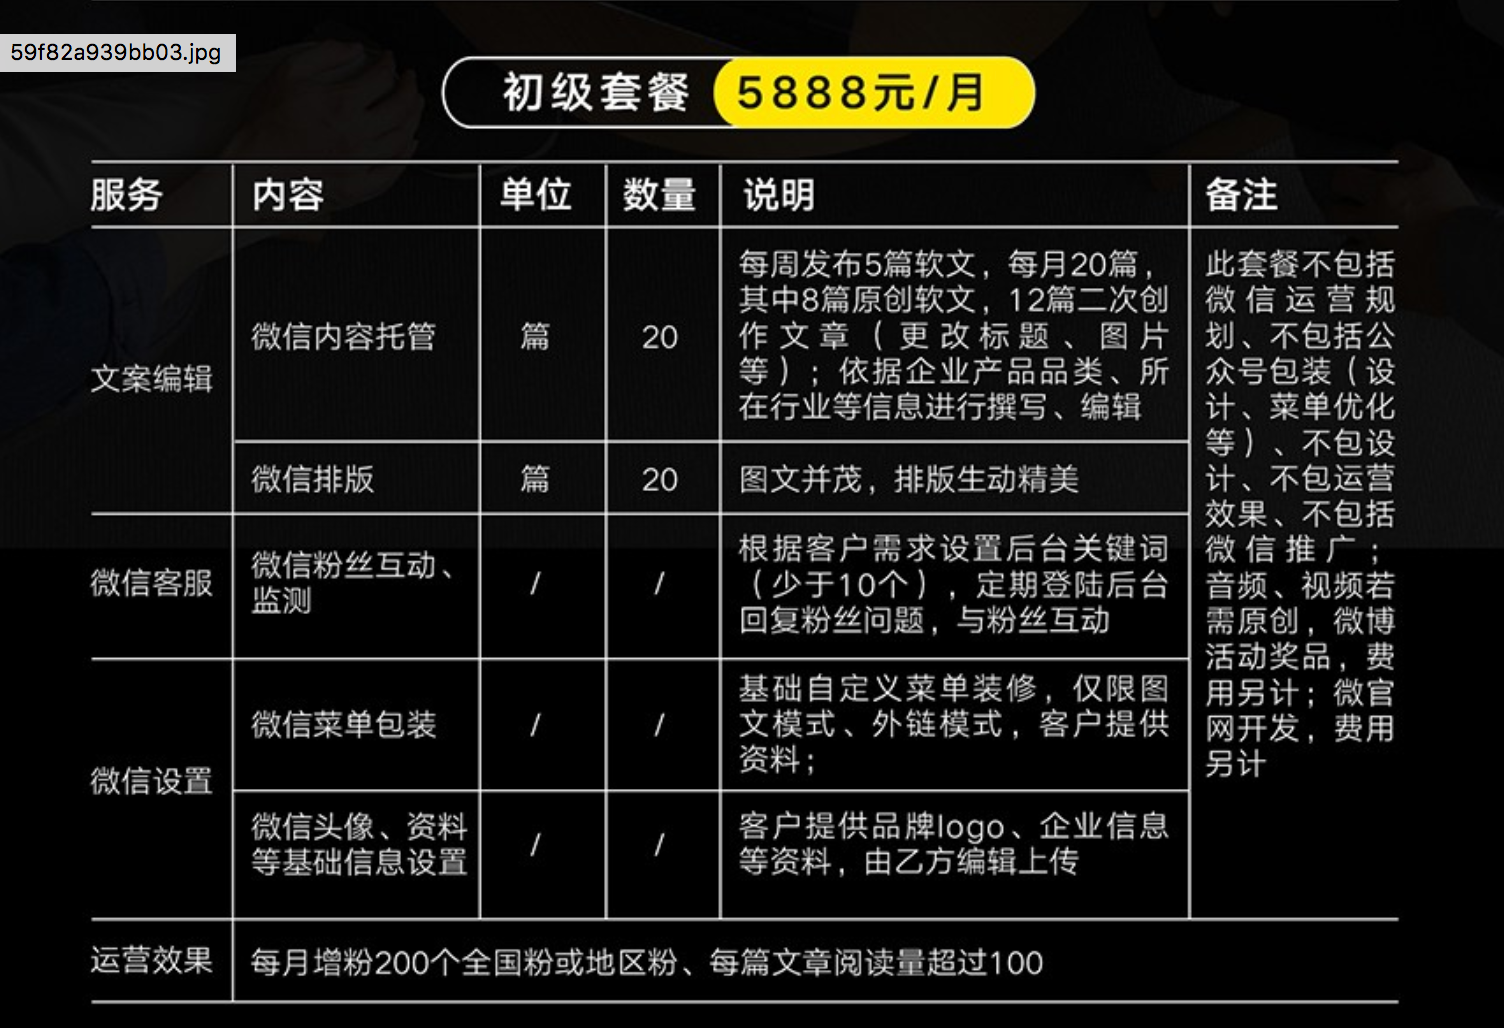 59f82a939bb03.jpg
初级套餐 5888元/月
服务 内容 单位 数量 说明 备注
文案编辑
微信内容托管
篇
20
每周发布5篇软文，每月20篇，
其中8篇原创软文，12篇二次创
作文章（更改标题、图片
等）；依据企业产品品类、所
在行业等信息进行撰写、编辑
微信排版
篇
20
图文并茂，排版生动精美
微信客服
微信粉丝互动、
监测
/
/
根据客户需求设置后台关键词
（少于10个），定期登陆后台
回复粉丝问题，与粉丝互动
微信设置
微信菜单包装
/
/
基础自定义菜单装修，仅限图
文模式、外链模式，客户提供
资料；
微信头像、资料
等基础信息设置
/
/
客户提供品牌logo、企业信息
等资料，由乙方编辑上传
此套餐不包括
微信运营规
划、不包括公
众号包装（设
计、菜单优化
等）、不包设
计、不包运营
效果、不包括
微信推广；
音频、视频若
需原创，微博
活动奖品，费
用另计；微官
网开发，费用
另计
运营效果
每月增粉200个全国粉或地区粉、每篇文章阅读量超过100